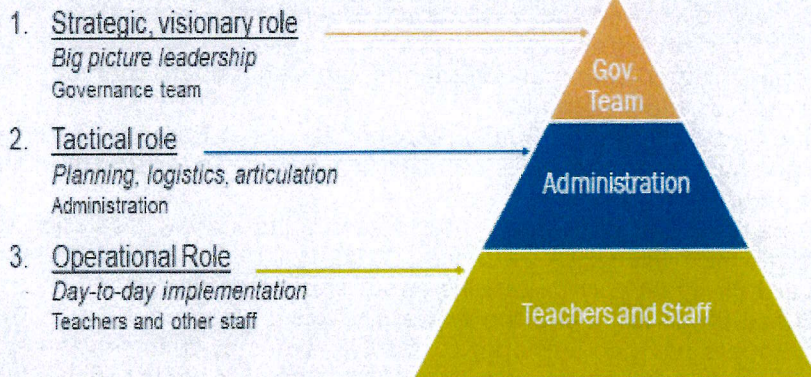 1. Strategic, visionary role
Big picture leadership
Governance team
2. Tactical role
Planning, logistics, articulation
Administration
3. Operational Role
Day-to-day implementation
Teachers and other staff
Gov.
Team
Administration
Teachers and Staff